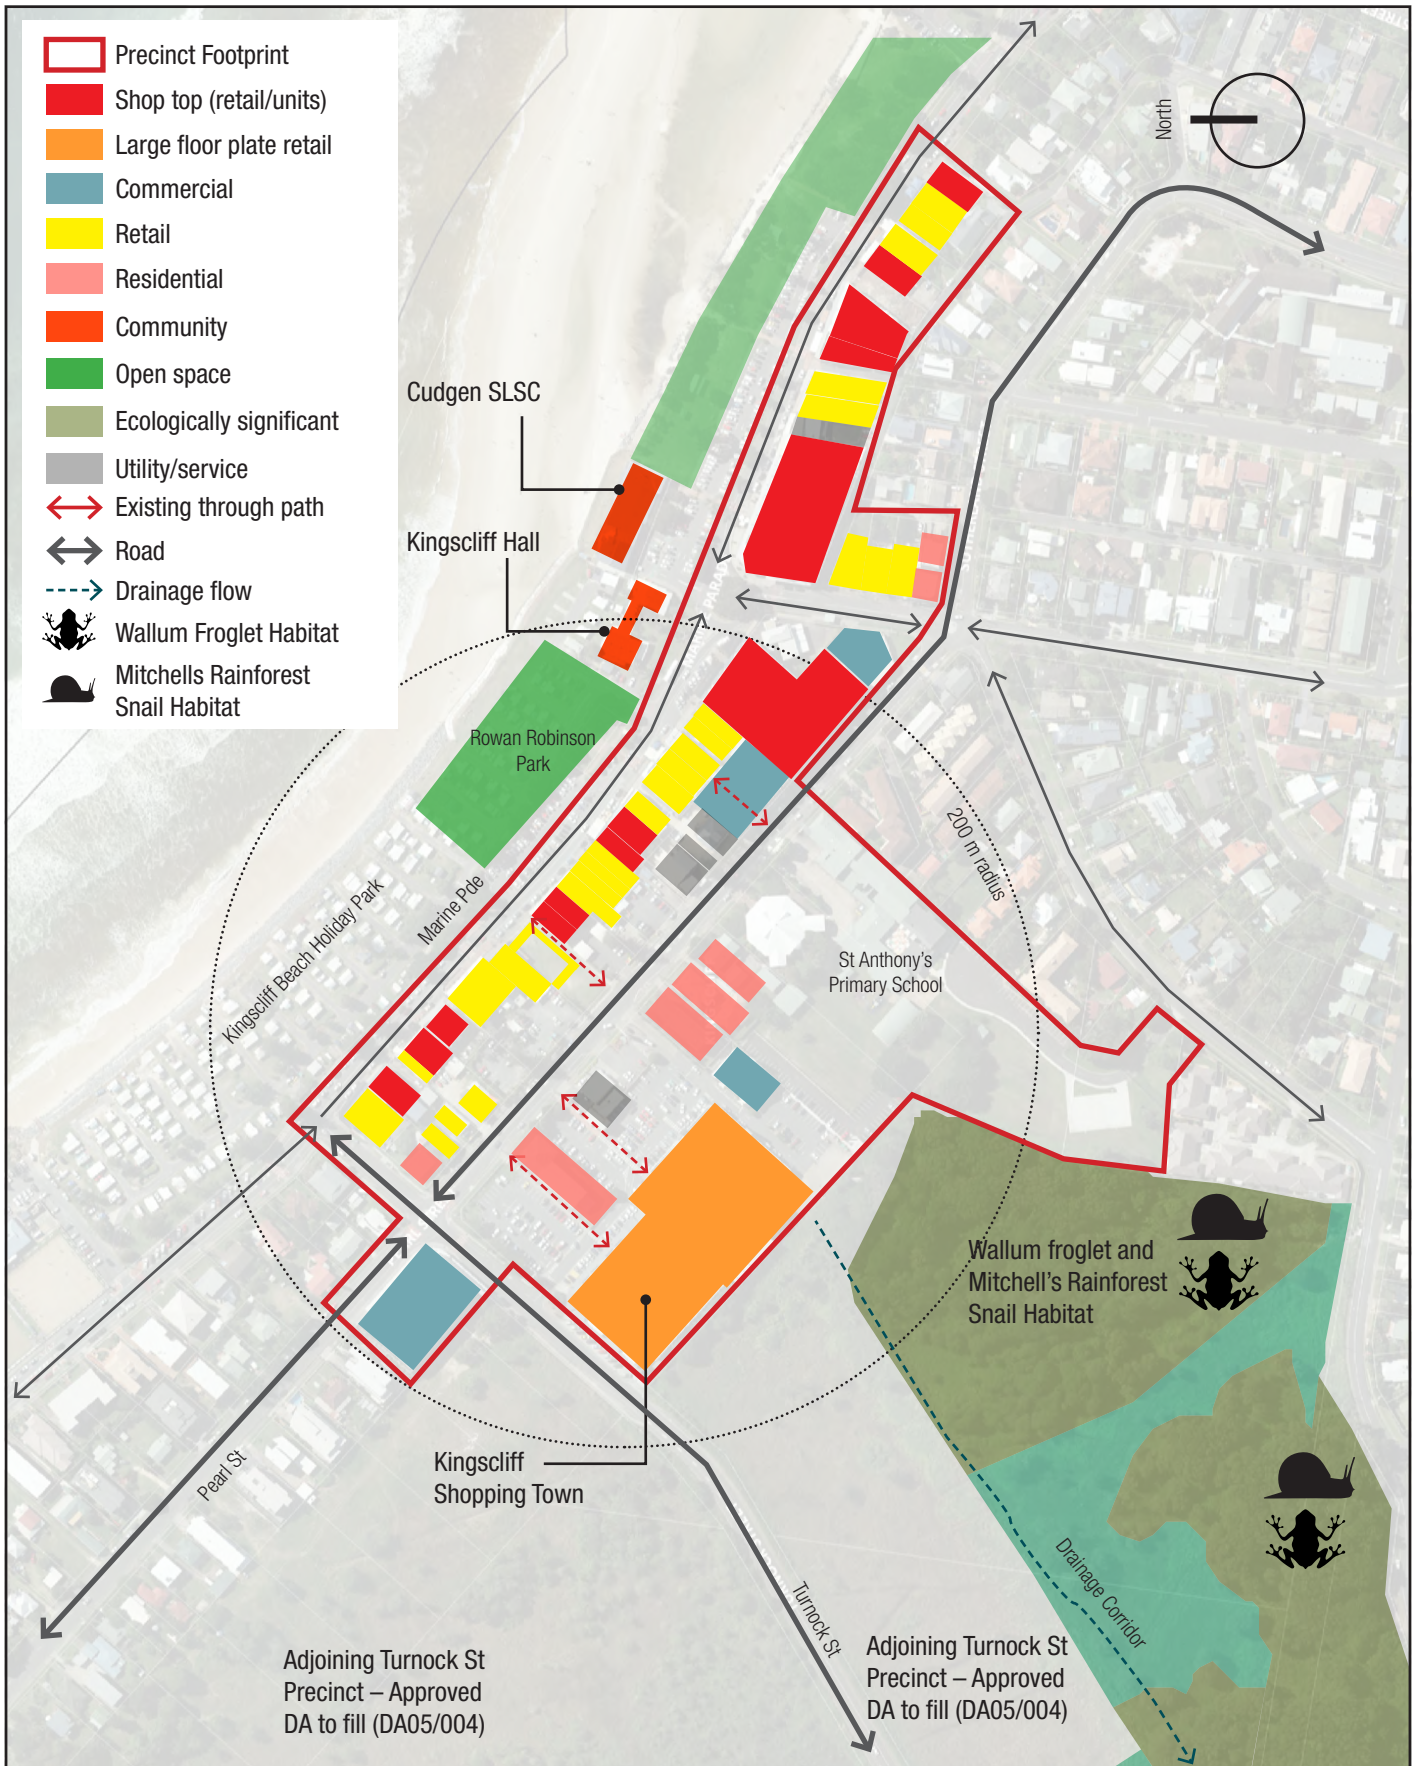 Precinct Footprint
Shop top (retail/units)
Large floor plate retail
Commercial
Retail
Residential
Community
Open space
Ecologically significant
Utility/service
Existing through path
Road
Drainage flow
Wallum Froglet Habitat
Mitchells Rainforest
Snail Habitat
North
Cudgen SLSC
Kingscliff Hall
Rowan Robinson
Park
Kingscliff Beach Holiday Park
Marine Pde
200 m radius
St Anthony's
Primary School
Wallum froglet and
Mitchell's Rainforest
Snail Habitat
Kingscliff
Shopping Town
Pearl St
Turnock St
Drainage Corridor
Adjoining Turnock St
Precinct – Approved
DA to fill (DA05/004)
Adjoining Turnock St
Precinct – Approved
DA to fill (DA05/004)